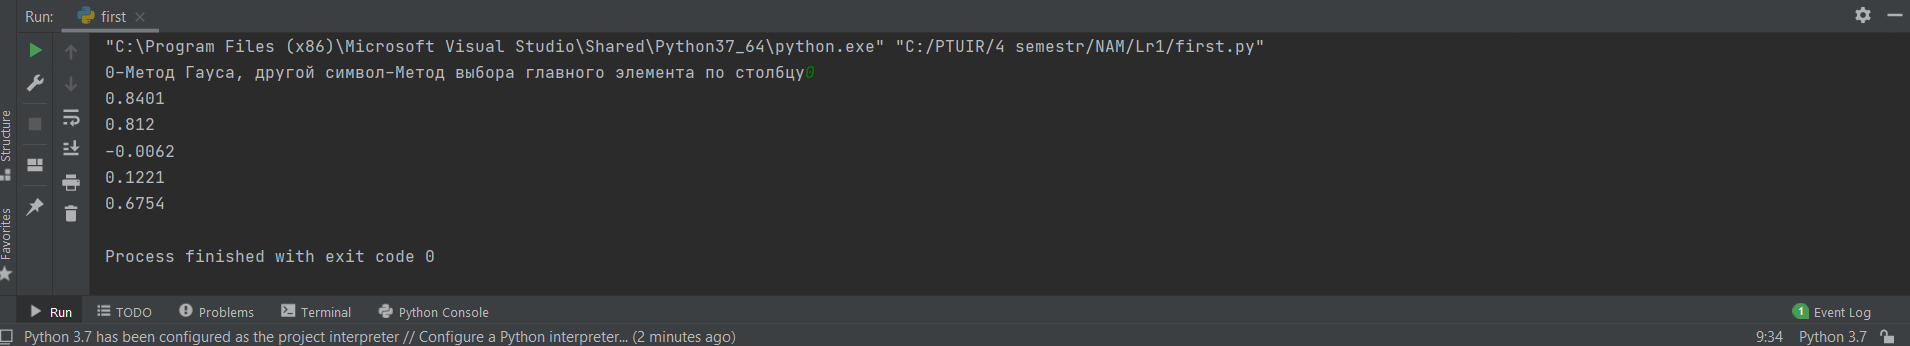 Run: first
"C:\Program Files (x86)\Microsoft Visual Studio\Shared\Python37_64\python.exe" "C:/PTUIR/4 semestr/NAM/Lr1/first.py"
0-Метод Гауса, другой символ-Метод выбора главного элемента по столбцу0
0.8401
0.812
-0.0062
0.1221
0.6754
Process finished with exit code 0
Structure
Favorites
Run TODO Problems Terminal Python Console 1 Event Log
Python 3.7 has been configured as the project interpreter // Configure a Python interpreter... (2 minutes ago) 9:34 Python 3.7